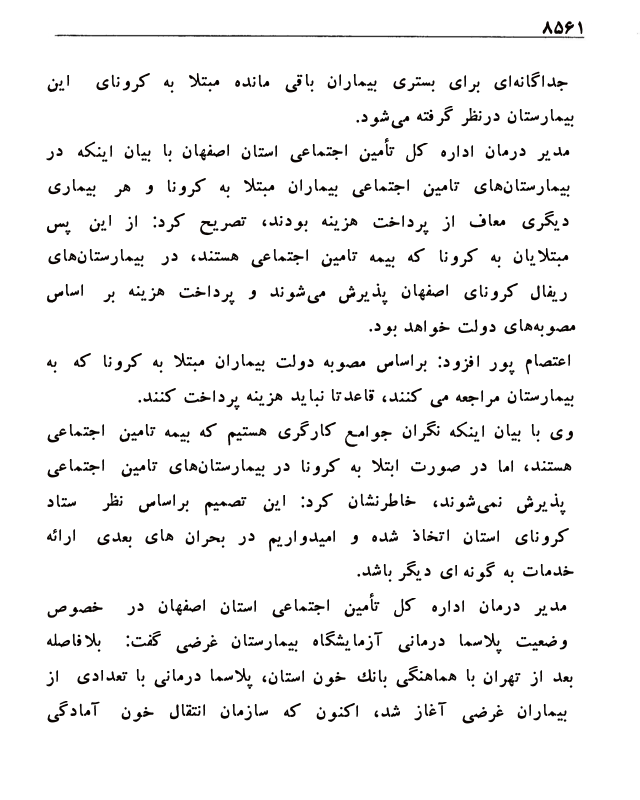 ۸۵۶۱
جداگانه‌ای برای بستری بیماران باقی مانده مبتلا به کرونای این
بیمارستان درنظر گرفته می‌شود.
مدیر درمان اداره کل تأمین اجتماعی استان اصفهان با بیان اینکه در
بیمارستان‌های تامین اجتماعی بیماران مبتلا به کرونا و هر بیماری
دیگری معاف از پرداخت هزینه بودند، تصریح کرد: از این پس
مبتلایان به کرونا که بیمه تامین اجتماعی هستند، در بیمارستان‌های
ریفال کرونای اصفهان پذیرش می‌شوند و پرداخت هزینه بر اساس
مصوبه‌های دولت خواهد بود.
اعتصام پور افزود: براساس مصوبه دولت بیماران مبتلا به کرونا که به
بیمارستان مراجعه می کنند، قاعدتا نباید هزینه پرداخت کنند.
وی با بیان اینکه نگران جوامع کارگری هستیم که بیمه تامین اجتماعی
هستند، اما در صورت ابتلا به کرونا در بیمارستان‌های تامین اجتماعی
پذیرش نمی‌شوند، خاطرنشان کرد: این تصمیم براساس نظر ستاد
کرونای استان اتخاذ شده و امیدواریم در بحران های بعدی ارائه
خدمات به گونه ای دیگر باشد.
مدیر درمان اداره کل تأمین اجتماعی استان اصفهان در خصوص
وضعیت پلاسما درمانی آزمایشگاه بیمارستان غرضی گفت: بلافاصله
بعد از تهران با هماهنگی بانك خون استان، پلاسما درمانی با تعدادی از
بیماران غرضی آغاز شد، اکنون که سازمان انتقال خون آمادگی